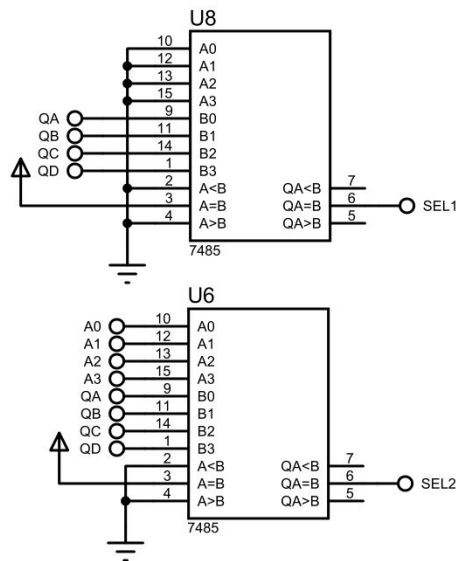 U8
10 A0
12 A1
13 A2
15 A3
QA 9 B0
QB 11 B1
QC 14 B2
QD 1 B3
2 A<B QA<B 7
3 A=B QA=B 6 SEL1
4 A>B QA>B 5
7485
U6
A0 10 A0
A1 12 A1
A2 13 A2
A3 15 A3
QA 9 B0
QB 11 B1
QC 14 B2
QD 1 B3
2 A<B QA<B 7
3 A=B QA=B 6 SEL2
4 A>B QA>B 5
7485